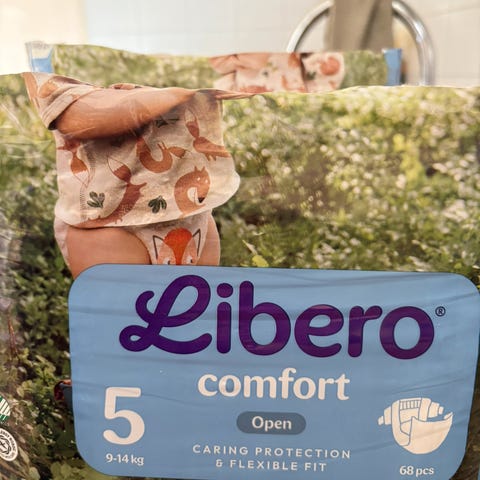 Libero®
comfort
Open
5
9-14 kg
CARING PROTECTION
& FLEXIBLE FIT
68 pcs